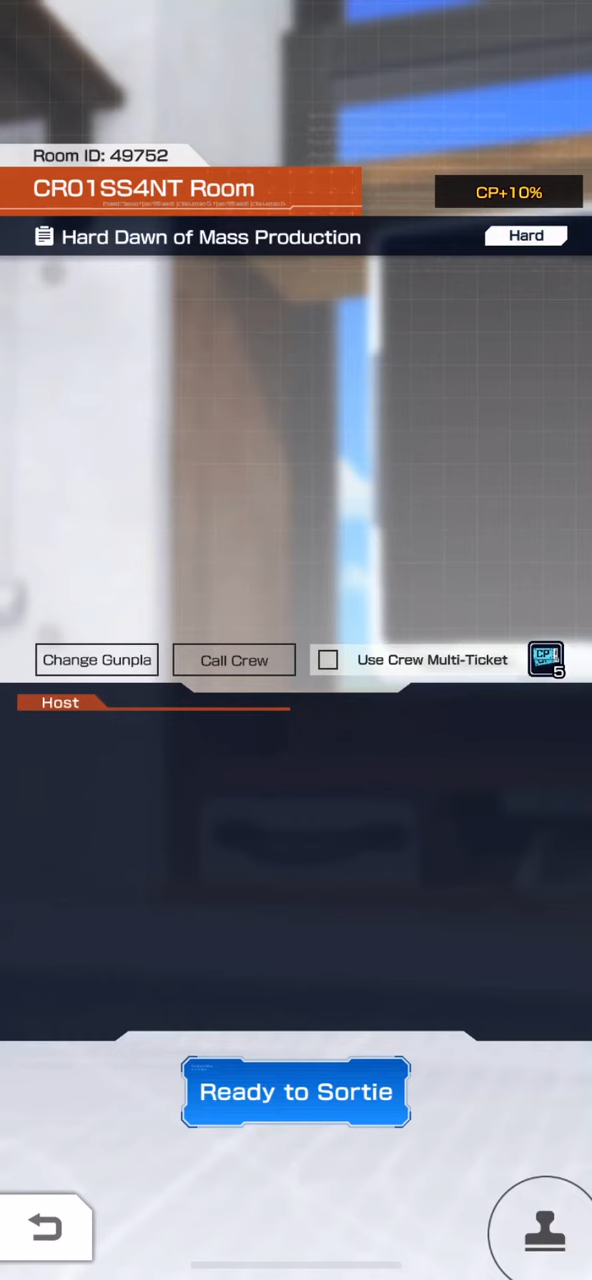 Room ID: 49752
CR01SS4NT Room
CP+10%
Hard Dawn of Mass Production
Hard
Change Gunpla
Call Crew
Use Crew Multi-Ticket
CP
5
Host
Ready to Sortie